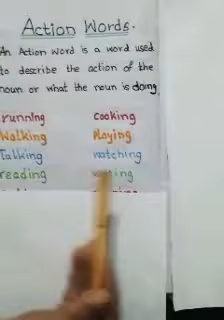 Action Words.
An Action word is a word used
to describe the action of the
noun or what the noun is doing.
running cooking
Walking Playing
Talking watching
reading